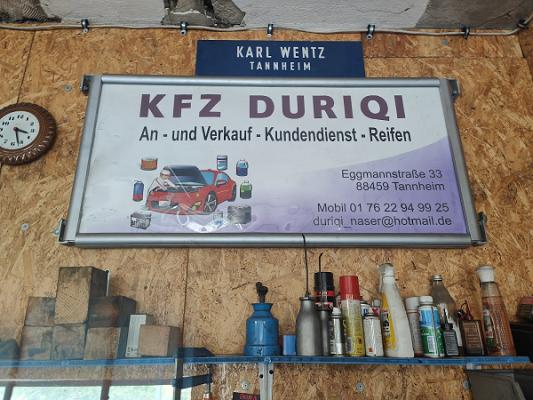 KARL WENTZ
TANNHEIM
KFZ DURIQI
An - und Verkauf - Kundendienst - Reifen
Eggmannstraße 33
88459 Tannheim
Mobil 01 76 22 94 99 25
duriqi_naser@hotmail.de